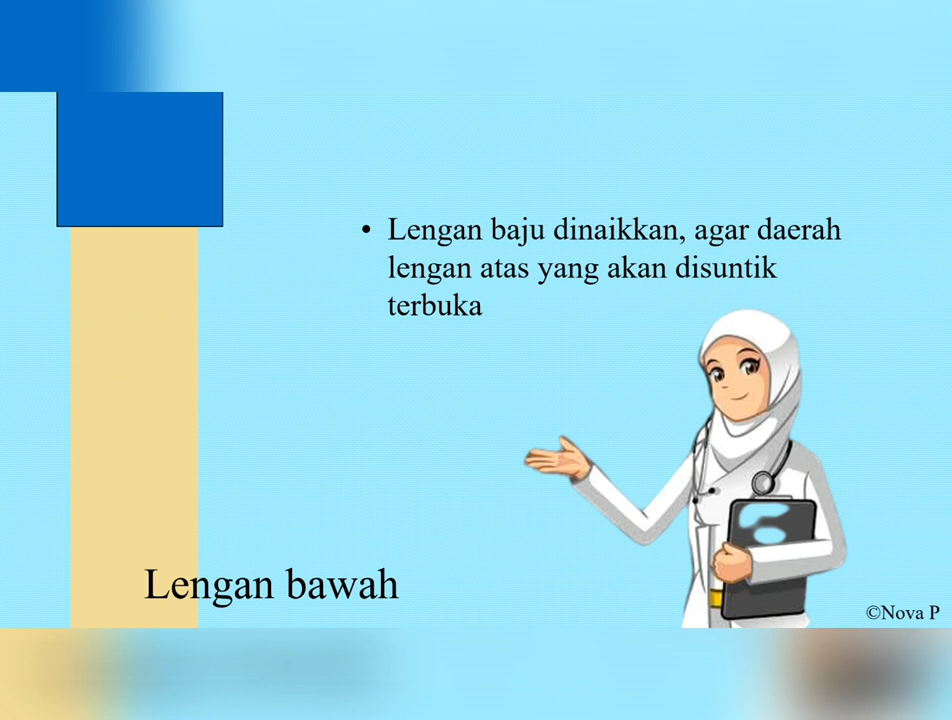 • Lengan baju dinaikkan, agar daerah
lengan atas yang akan disuntik
terbuka
Lengan bawah
©Nova P